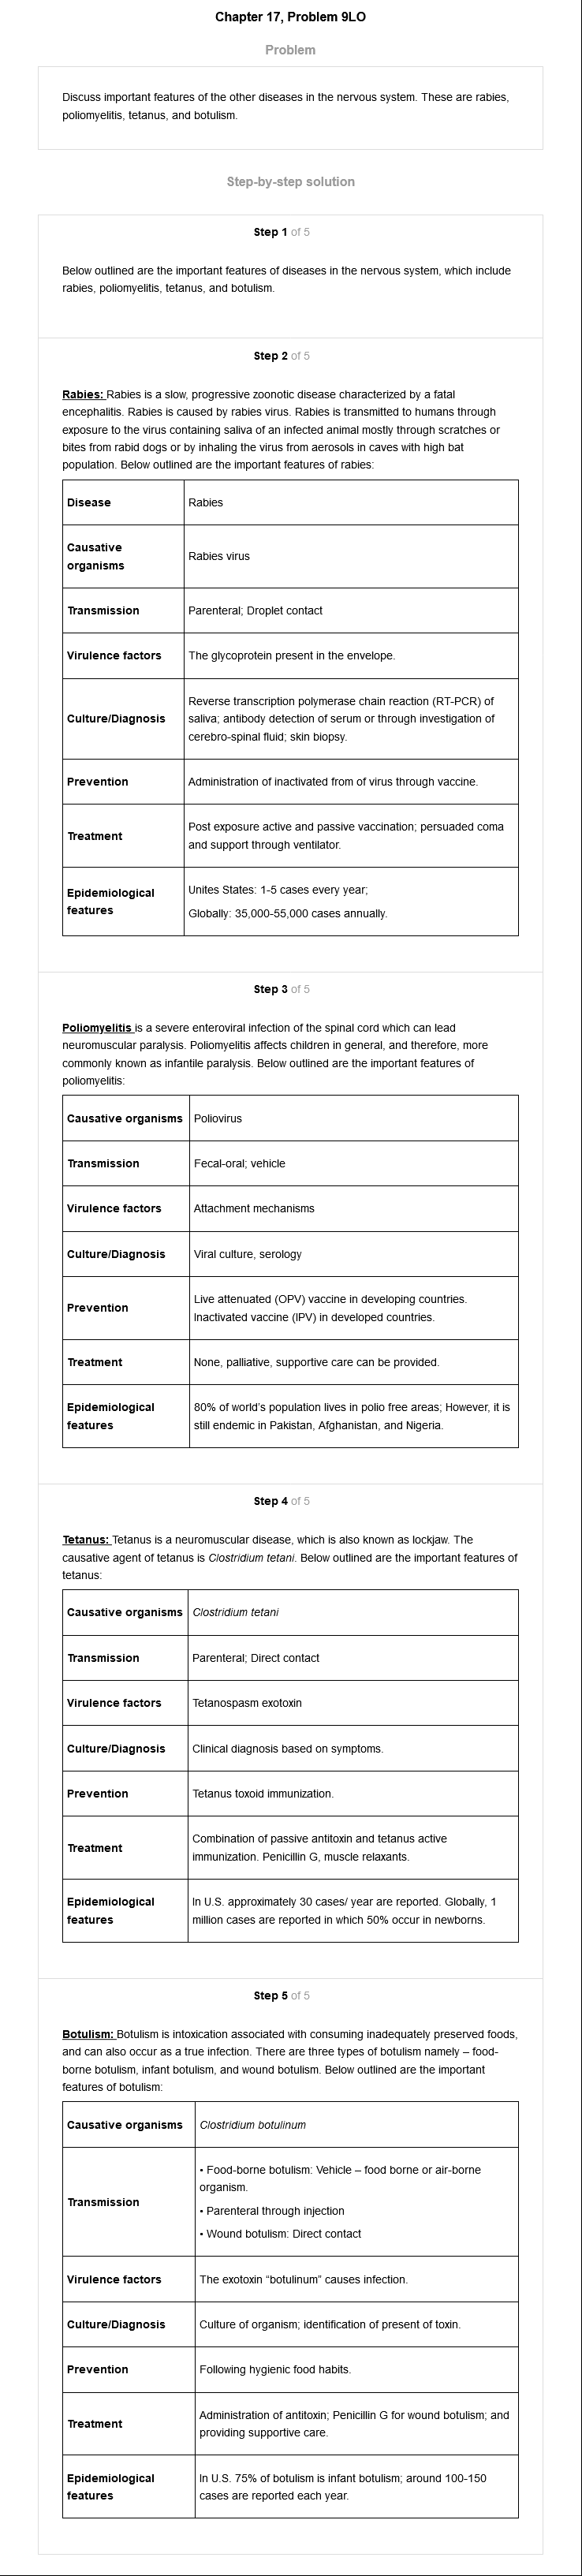 Chapter 17, Problem 9LO
Problem
Discuss important features of the other diseases in the nervous system. These are rabies,
poliomyelitis, tetanus, and botulism.
Step-by-step solution
Step 1 of 5
Below outlined are the important features of diseases in the nervous system, which include
rabies, poliomyelitis, tetanus, and botulism.
Step 2 of 5
Rabies: Rabies is a slow, progressive zoonotic disease characterized by a fatal
encephalitis. Rabies is caused by rabies virus. Rabies is transmitted to humans through
exposure to the virus containing saliva of an infected animal mostly through scratches or
bites from rabid dogs or by inhaling the virus from aerosols in caves with high bat
population. Below outlined are the important features of rabies:
Disease
Rabies
Causative
organisms
Rabies virus
Transmission
Parenteral; Droplet contact
Virulence factors
The glycoprotein present in the envelope.
Culture/Diagnosis
Reverse transcription polymerase chain reaction (RT-PCR) of
saliva; antibody detection of serum or through investigation of
cerebro-spinal fluid; skin biopsy.
Prevention
Administration of inactivated from of virus through vaccine.
Treatment
Post exposure active and passive vaccination; persuaded coma
and support through ventilator.
Epidemiological
features
Unites States: 1-5 cases every year;
Globally: 35,000-55,000 cases annually.
Step 3 of 5
Poliomyelitis is a severe enteroviral infection of the spinal cord which can lead
neuromuscular paralysis. Poliomyelitis affects children in general, and therefore, more
commonly known as infantile paralysis. Below outlined are the important features of
poliomyelitis:
Causative organisms
Poliovirus
Transmission
Fecal-oral; vehicle
Virulence factors
Attachment mechanisms
Culture/Diagnosis
Viral culture, serology
Prevention
Live attenuated (OPV) vaccine in developing countries.
Inactivated vaccine (IPV) in developed countries.
Treatment
None, palliative, supportive care can be provided.
Epidemiological
features
80% of world's population lives in polio free areas; However, it is
still endemic in Pakistan, Afghanistan, and Nigeria.
Step 4 of 5
Tetanus: Tetanus is a neuromuscular disease, which is also known as lockjaw. The
causative agent of tetanus is Clostridium tetani. Below outlined are the important features of
tetanus:
Causative organisms
Clostridium tetani
Transmission
Parenteral; Direct contact
Virulence factors
Tetanospasm exotoxin
Culture/Diagnosis
Clinical diagnosis based on symptoms.
Prevention
Tetanus toxoid immunization.
Treatment
Combination of passive antitoxin and tetanus active
immunization. Penicillin G, muscle relaxants.
Epidemiological
features
In U.S. approximately 30 cases/ year are reported. Globally, 1
million cases are reported in which 50% occur in newborns.
Step 5 of 5
Botulism: Botulism is intoxication associated with consuming inadequately preserved foods,
and can also occur as a true infection. There are three types of botulism namely – food-
borne botulism, infant botulism, and wound botulism. Below outlined are the important
features of botulism:
Causative organisms
Clostridium botulinum
Transmission
• Food-borne botulism: Vehicle – food borne or air-borne
organism.
• Parenteral through injection
• Wound botulism: Direct contact
Virulence factors
The exotoxin “botulinum” causes infection.
Culture/Diagnosis
Culture of organism; identification of present of toxin.
Prevention
Following hygienic food habits.
Treatment
Administration of antitoxin; Penicillin G for wound botulism; and
providing supportive care.
Epidemiological
features
In U.S. 75% of botulism is infant botulism; around 100-150
cases are reported each year.